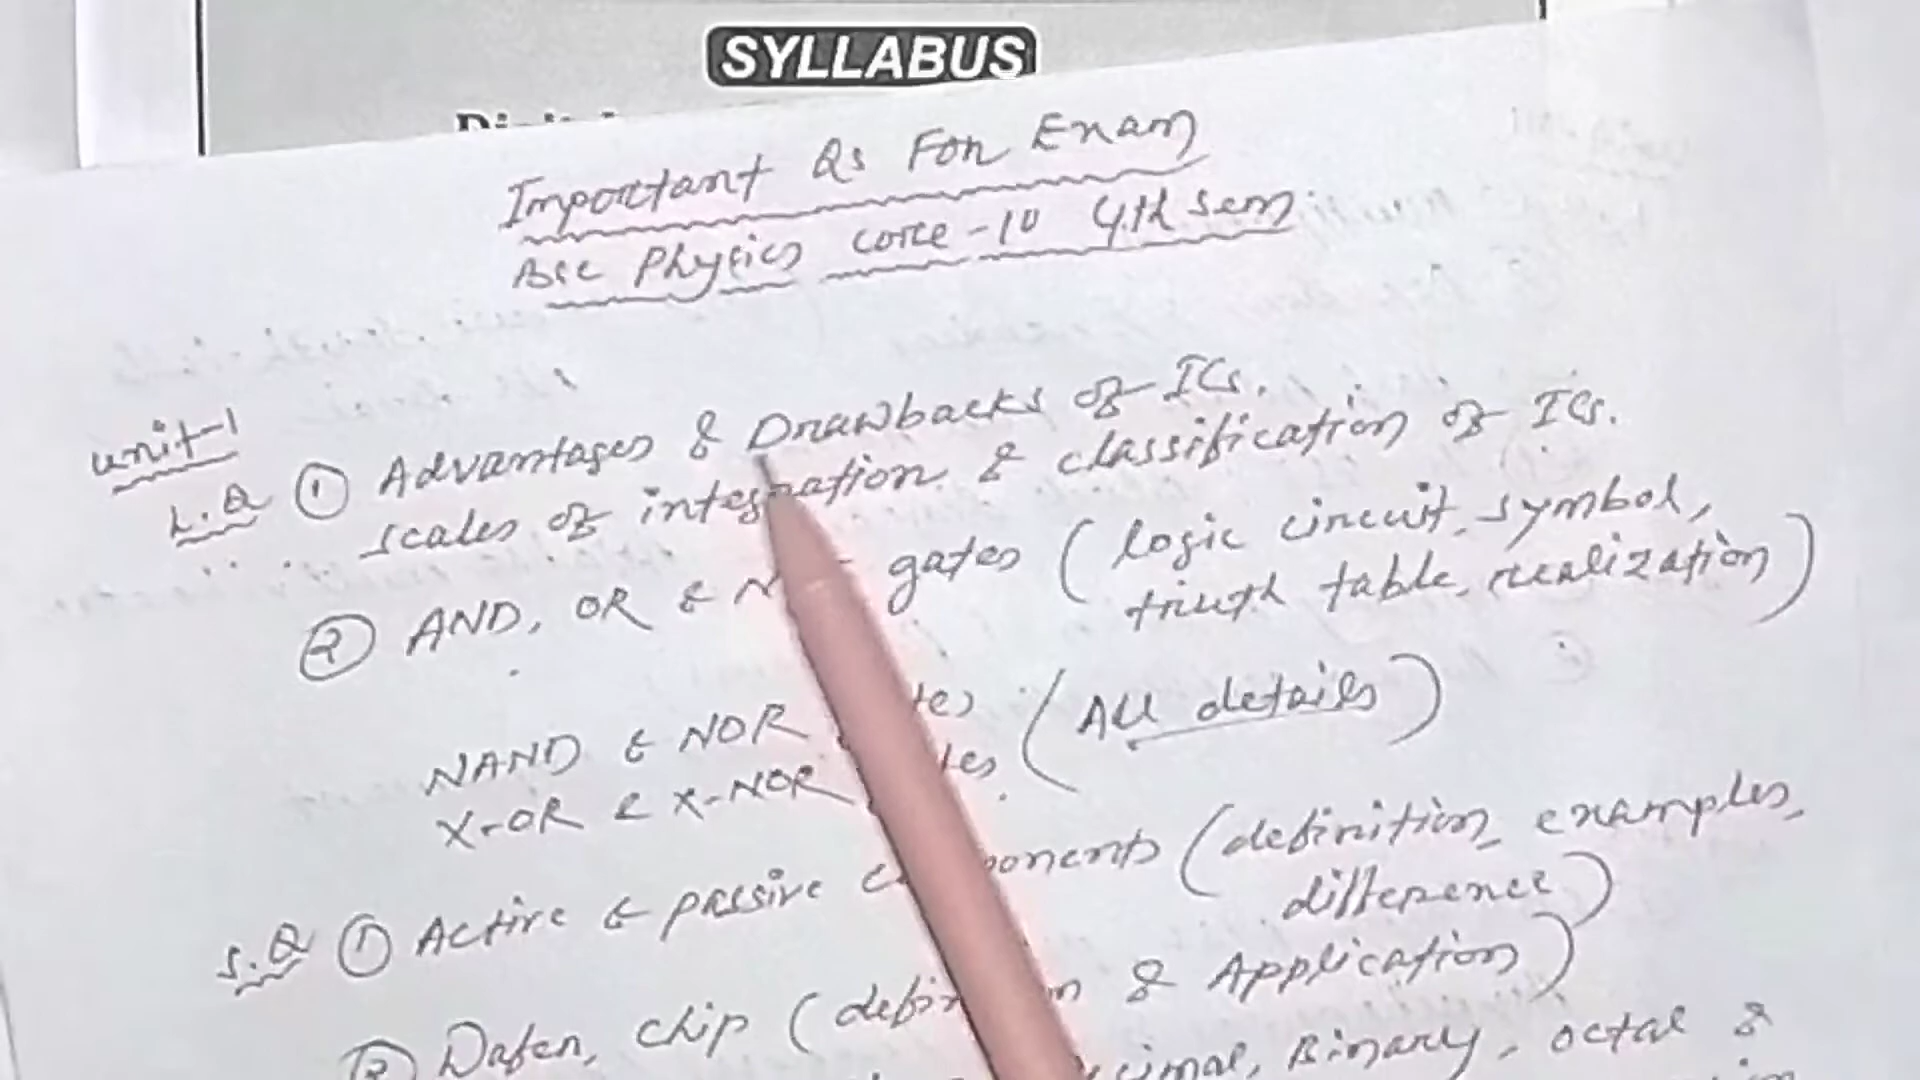 SYLLABUS
Important Qs For Exam
Bsc Physics core-10 4th sem
unit-1
L.Q ① Advantages & Drawbacks of ICs.
scales of integration & classification of ICs.
② AND, OR & gates (logic circuit, symbol,
truth table, realization)
NAND & NOR
X-OR & X-NOR
(All details)
S.Q ① Active & passive (definition, examples,
difference)
② Wafer, chip ( & Application)
Binary, octal &